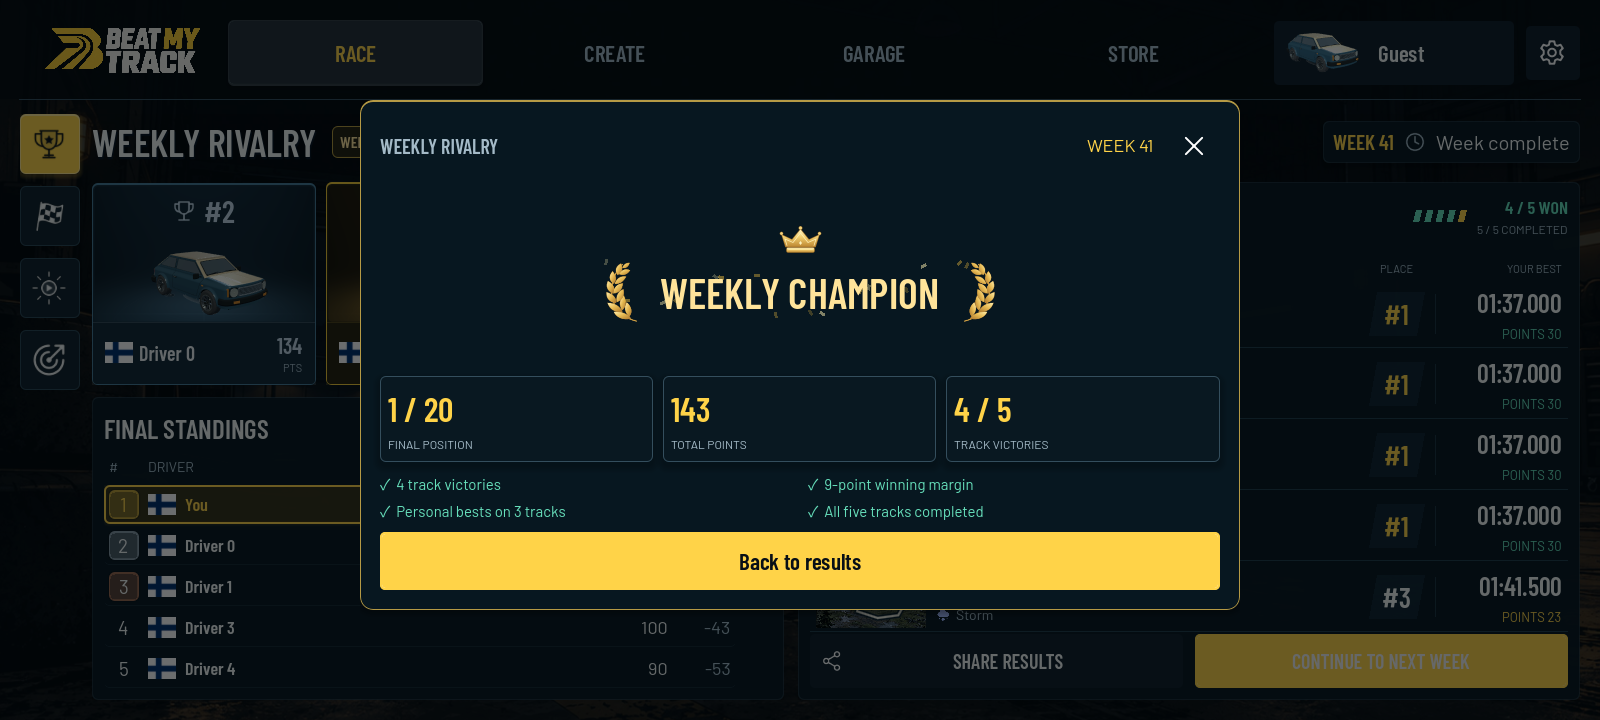 BEAT MY
TRACK
RACE
CREATE
GARAGE
STORE
Guest
WEEKLY RIVALRY
WEEK 41
Week complete
WEEKLY RIVALRY
WEEK 41
#2
Driver 0
134
PTS
WEEKLY CHAMPION
1 / 20
FINAL POSITION
143
TOTAL POINTS
4 / 5
TRACK VICTORIES
✓ 4 track victories
✓ 9-point winning margin
✓ Personal bests on 3 tracks
✓ All five tracks completed
Back to results
4 / 5 WON
5 / 5 COMPLETED
PLACE
YOUR BEST
#1
01:37.000
POINTS 30
#1
01:37.000
POINTS 30
#1
01:37.000
POINTS 30
#1
01:37.000
POINTS 30
#3
01:41.500
POINTS 23
Storm
FINAL STANDINGS
#
DRIVER
1 You
2 Driver 0
3 Driver 1
4 Driver 3 100 -43
5 Driver 4 90 -53
SHARE RESULTS
CONTINUE TO NEXT WEEK